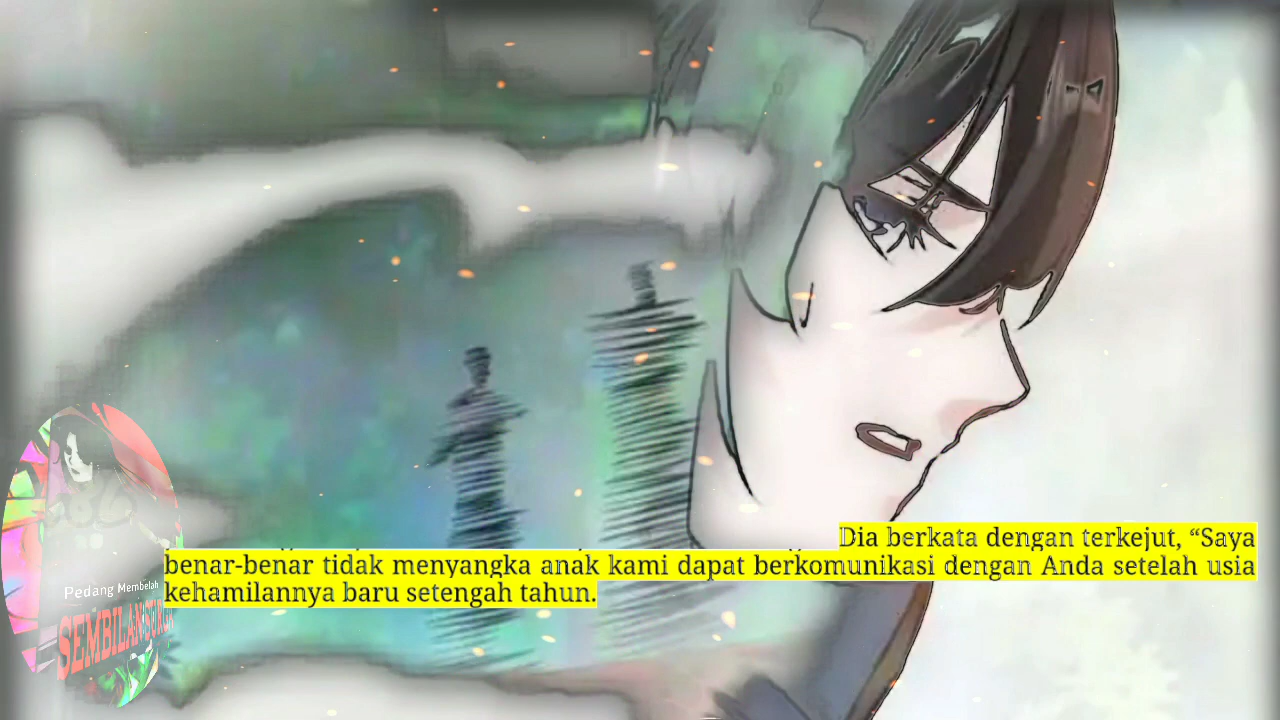 Dia berkata dengan terkejut, “Saya
benar-benar tidak menyangka anak kami dapat berkomunikasi dengan Anda setelah usia
kehamilannya baru setengah tahun.
Pedang Membelah
SEMBILAN